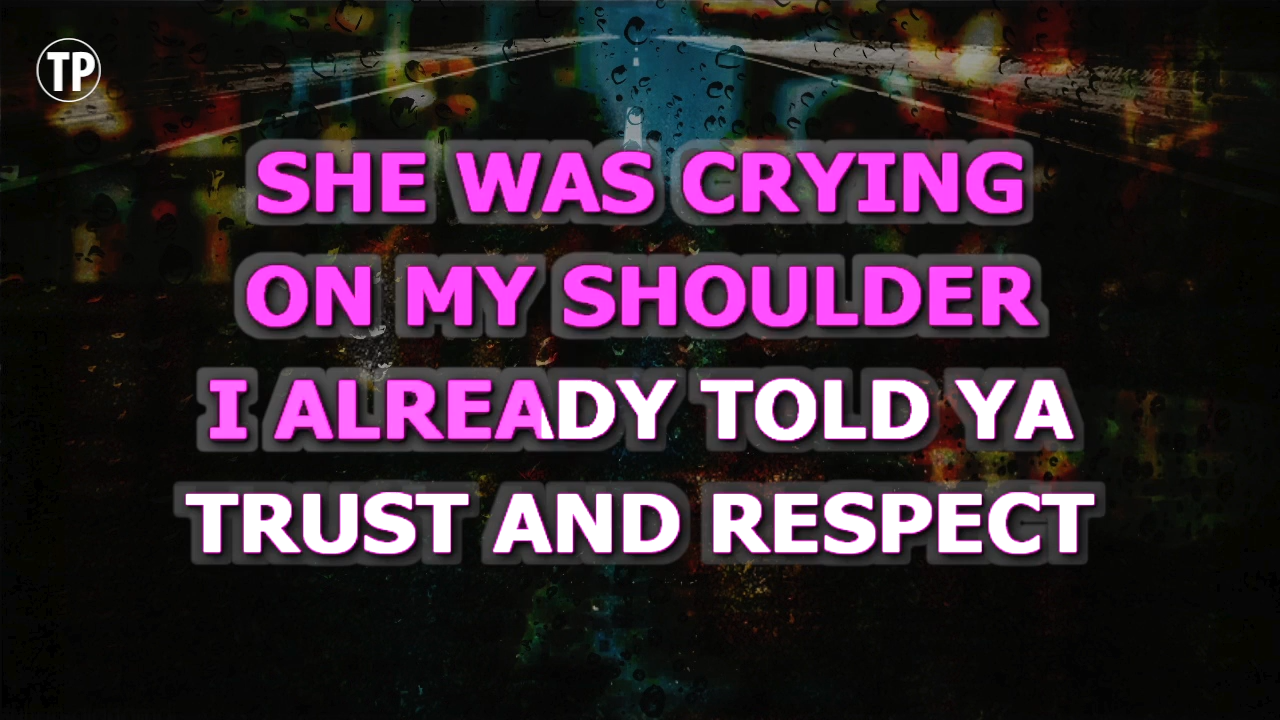 TP
SHE WAS CRYING
ON MY SHOULDER
I ALREADY TOLD YA
TRUST AND RESPECT